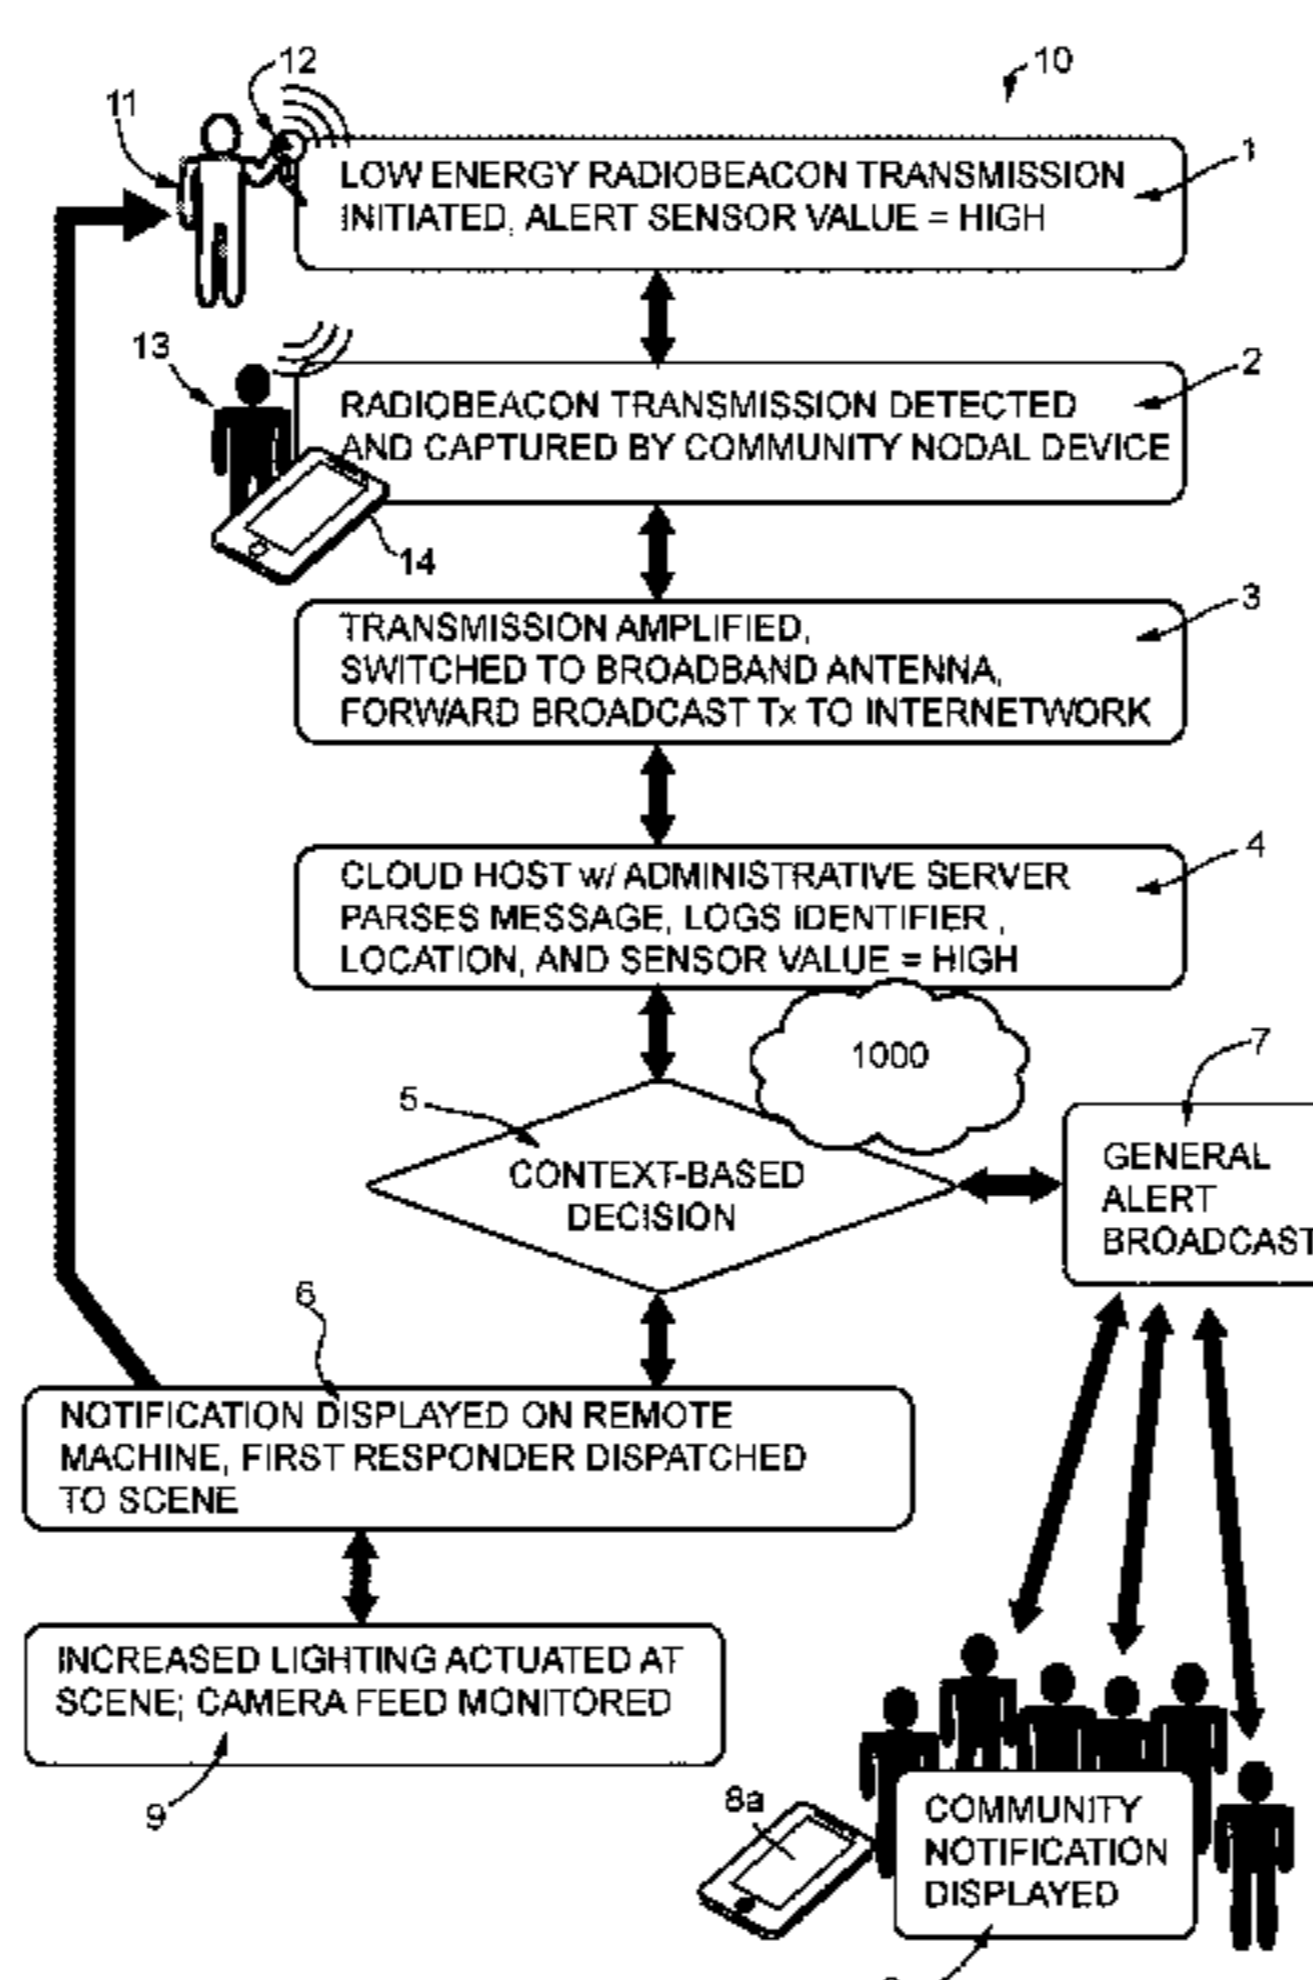 12
10
11
1
LOW ENERGY RADIOBEACON TRANSMISSION
INITIATED, ALERT SENSOR VALUE = HIGH
13
2
RADIOBEACON TRANSMISSION DETECTED
AND CAPTURED BY COMMUNITY NODAL DEVICE
14
3
TRANSMISSION AMPLIFIED,
SWITCHED TO BROADBAND ANTENNA,
FORWARD BROADCAST Tx TO INTERNETWORK
4
CLOUD HOST w/ ADMINISTRATIVE SERVER
PARSES MESSAGE, LOGS IDENTIFIER ,
LOCATION, AND SENSOR VALUE = HIGH
1000
7
5
CONTEXT-BASED
DECISION
GENERAL
ALERT
BROADCAST
6
NOTIFICATION DISPLAYED ON REMOTE
MACHINE, FIRST RESPONDER DISPATCHED
TO SCENE
INCREASED LIGHTING ACTUATED AT
SCENE; CAMERA FEED MONITORED
9
8a
COMMUNITY
NOTIFICATION
DISPLAYED